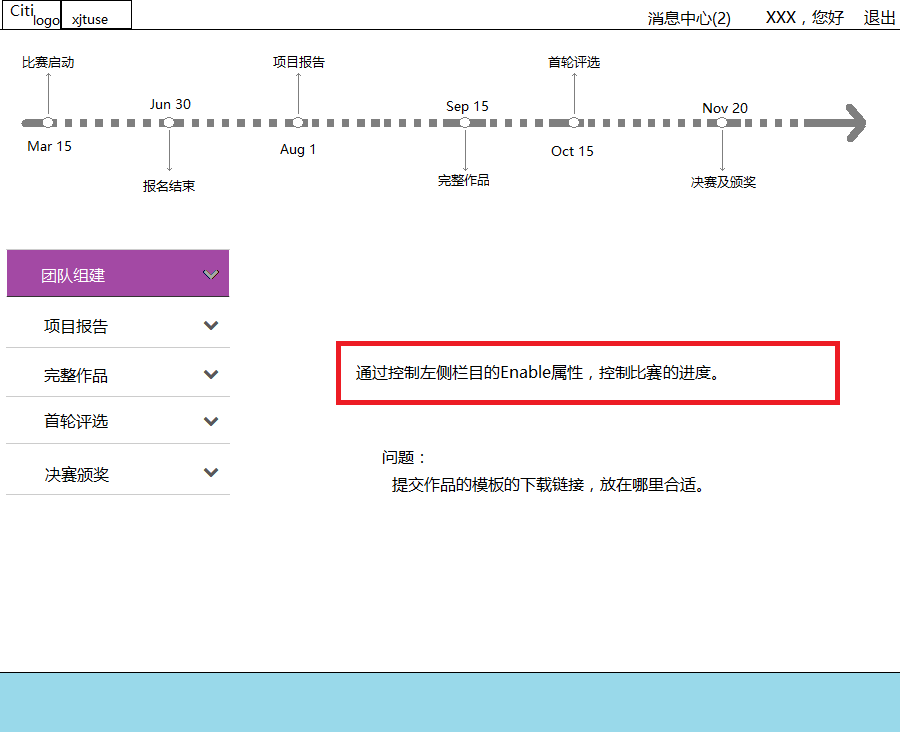 Citi
logo
xjtuse
消息中心(2)
XXX，您好
退出
比赛启动
项目报告
首轮评选
Jun 30
Sep 15
Nov 20
Mar 15
Aug 1
Oct 15
报名结束
完整作品
决赛及颁奖
团队组建
项目报告
完整作品
首轮评选
决赛颁奖
通过控制左侧栏目的Enable属性，控制比赛的进度。
问题：
提交作品的模板的下载链接，放在哪里合适。